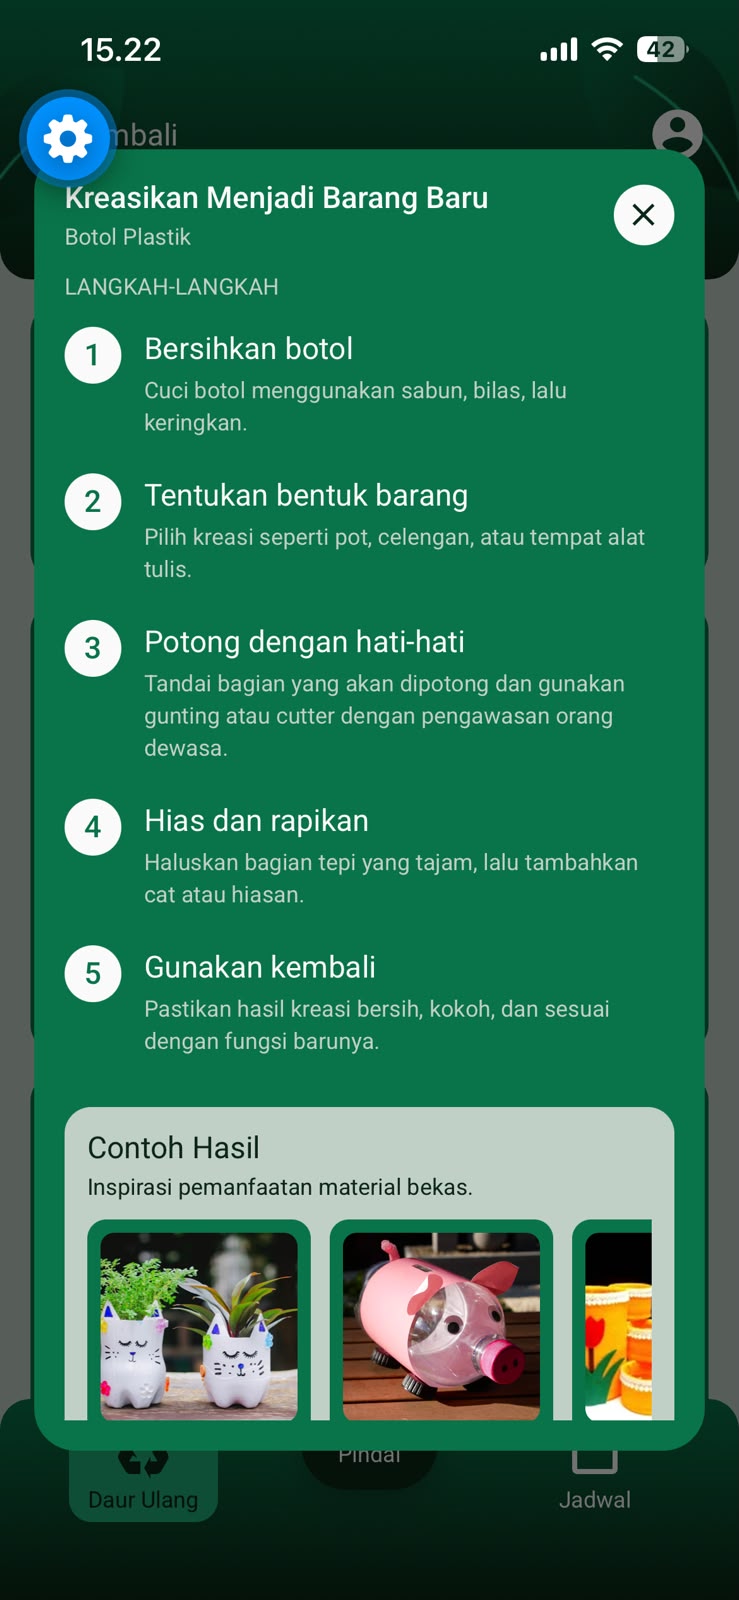 15.22
42
mbali
Kreasikan Menjadi Barang Baru
Botol Plastik
LANGKAH-LANGKAH
1
Bersihkan botol
Cuci botol menggunakan sabun, bilas, lalu
keringkan.
2
Tentukan bentuk barang
Pilih kreasi seperti pot, celengan, atau tempat alat
tulis.
3
Potong dengan hati-hati
Tandai bagian yang akan dipotong dan gunakan
gunting atau cutter dengan pengawasan orang
dewasa.
4
Hias dan rapikan
Haluskan bagian tepi yang tajam, lalu tambahkan
cat atau hiasan.
5
Gunakan kembali
Pastikan hasil kreasi bersih, kokoh, dan sesuai
dengan fungsi barunya.
Contoh Hasil
Inspirasi pemanfaatan material bekas.
Daur Ulang
Pindai
Jadwal